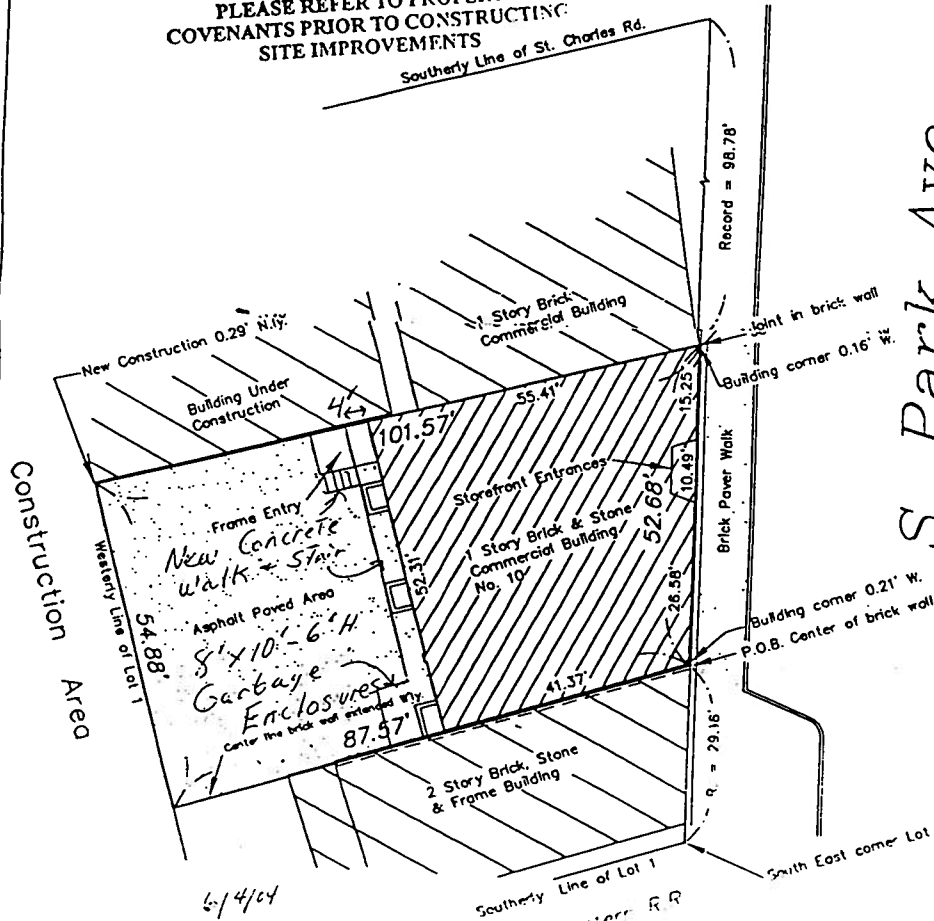 PLEASE REFER TO
COVENANTS PRIOR TO CONSTRUCTING
SITE IMPROVEMENTS
Southerly Line of St. Charles Rd.
Record = 98.78'
S. Park Ave
Joint in brick wall
Building corner 0.16' W.
1 Story Brick
Commercial Building
New Construction 0.29' N.ly.
Building Under
Construction
4'
101.57'
55.41'
15.25'
Storefront Entrances
10.49'
52.68'
Brick Paver Walk
Construction Area
Westerly Line of Lot 1
54.88'
Frame Entry
New Concrete
walk & Stair
52.31'
1 Story Brick & Stone
Commercial Building
No. 10
26.58'
Asphalt Paved Area
8'x10'-6'H
Garbage
Enclosures
Center line brick wall extended
87.57'
41.37'
Building corner 0.21' W.
P.O.B. Center of brick wall
2 Story Brick, Stone
& Frame Building
R = 29.16'
South East corner Lot
Southerly Line of Lot 1
R.R
6/4/04